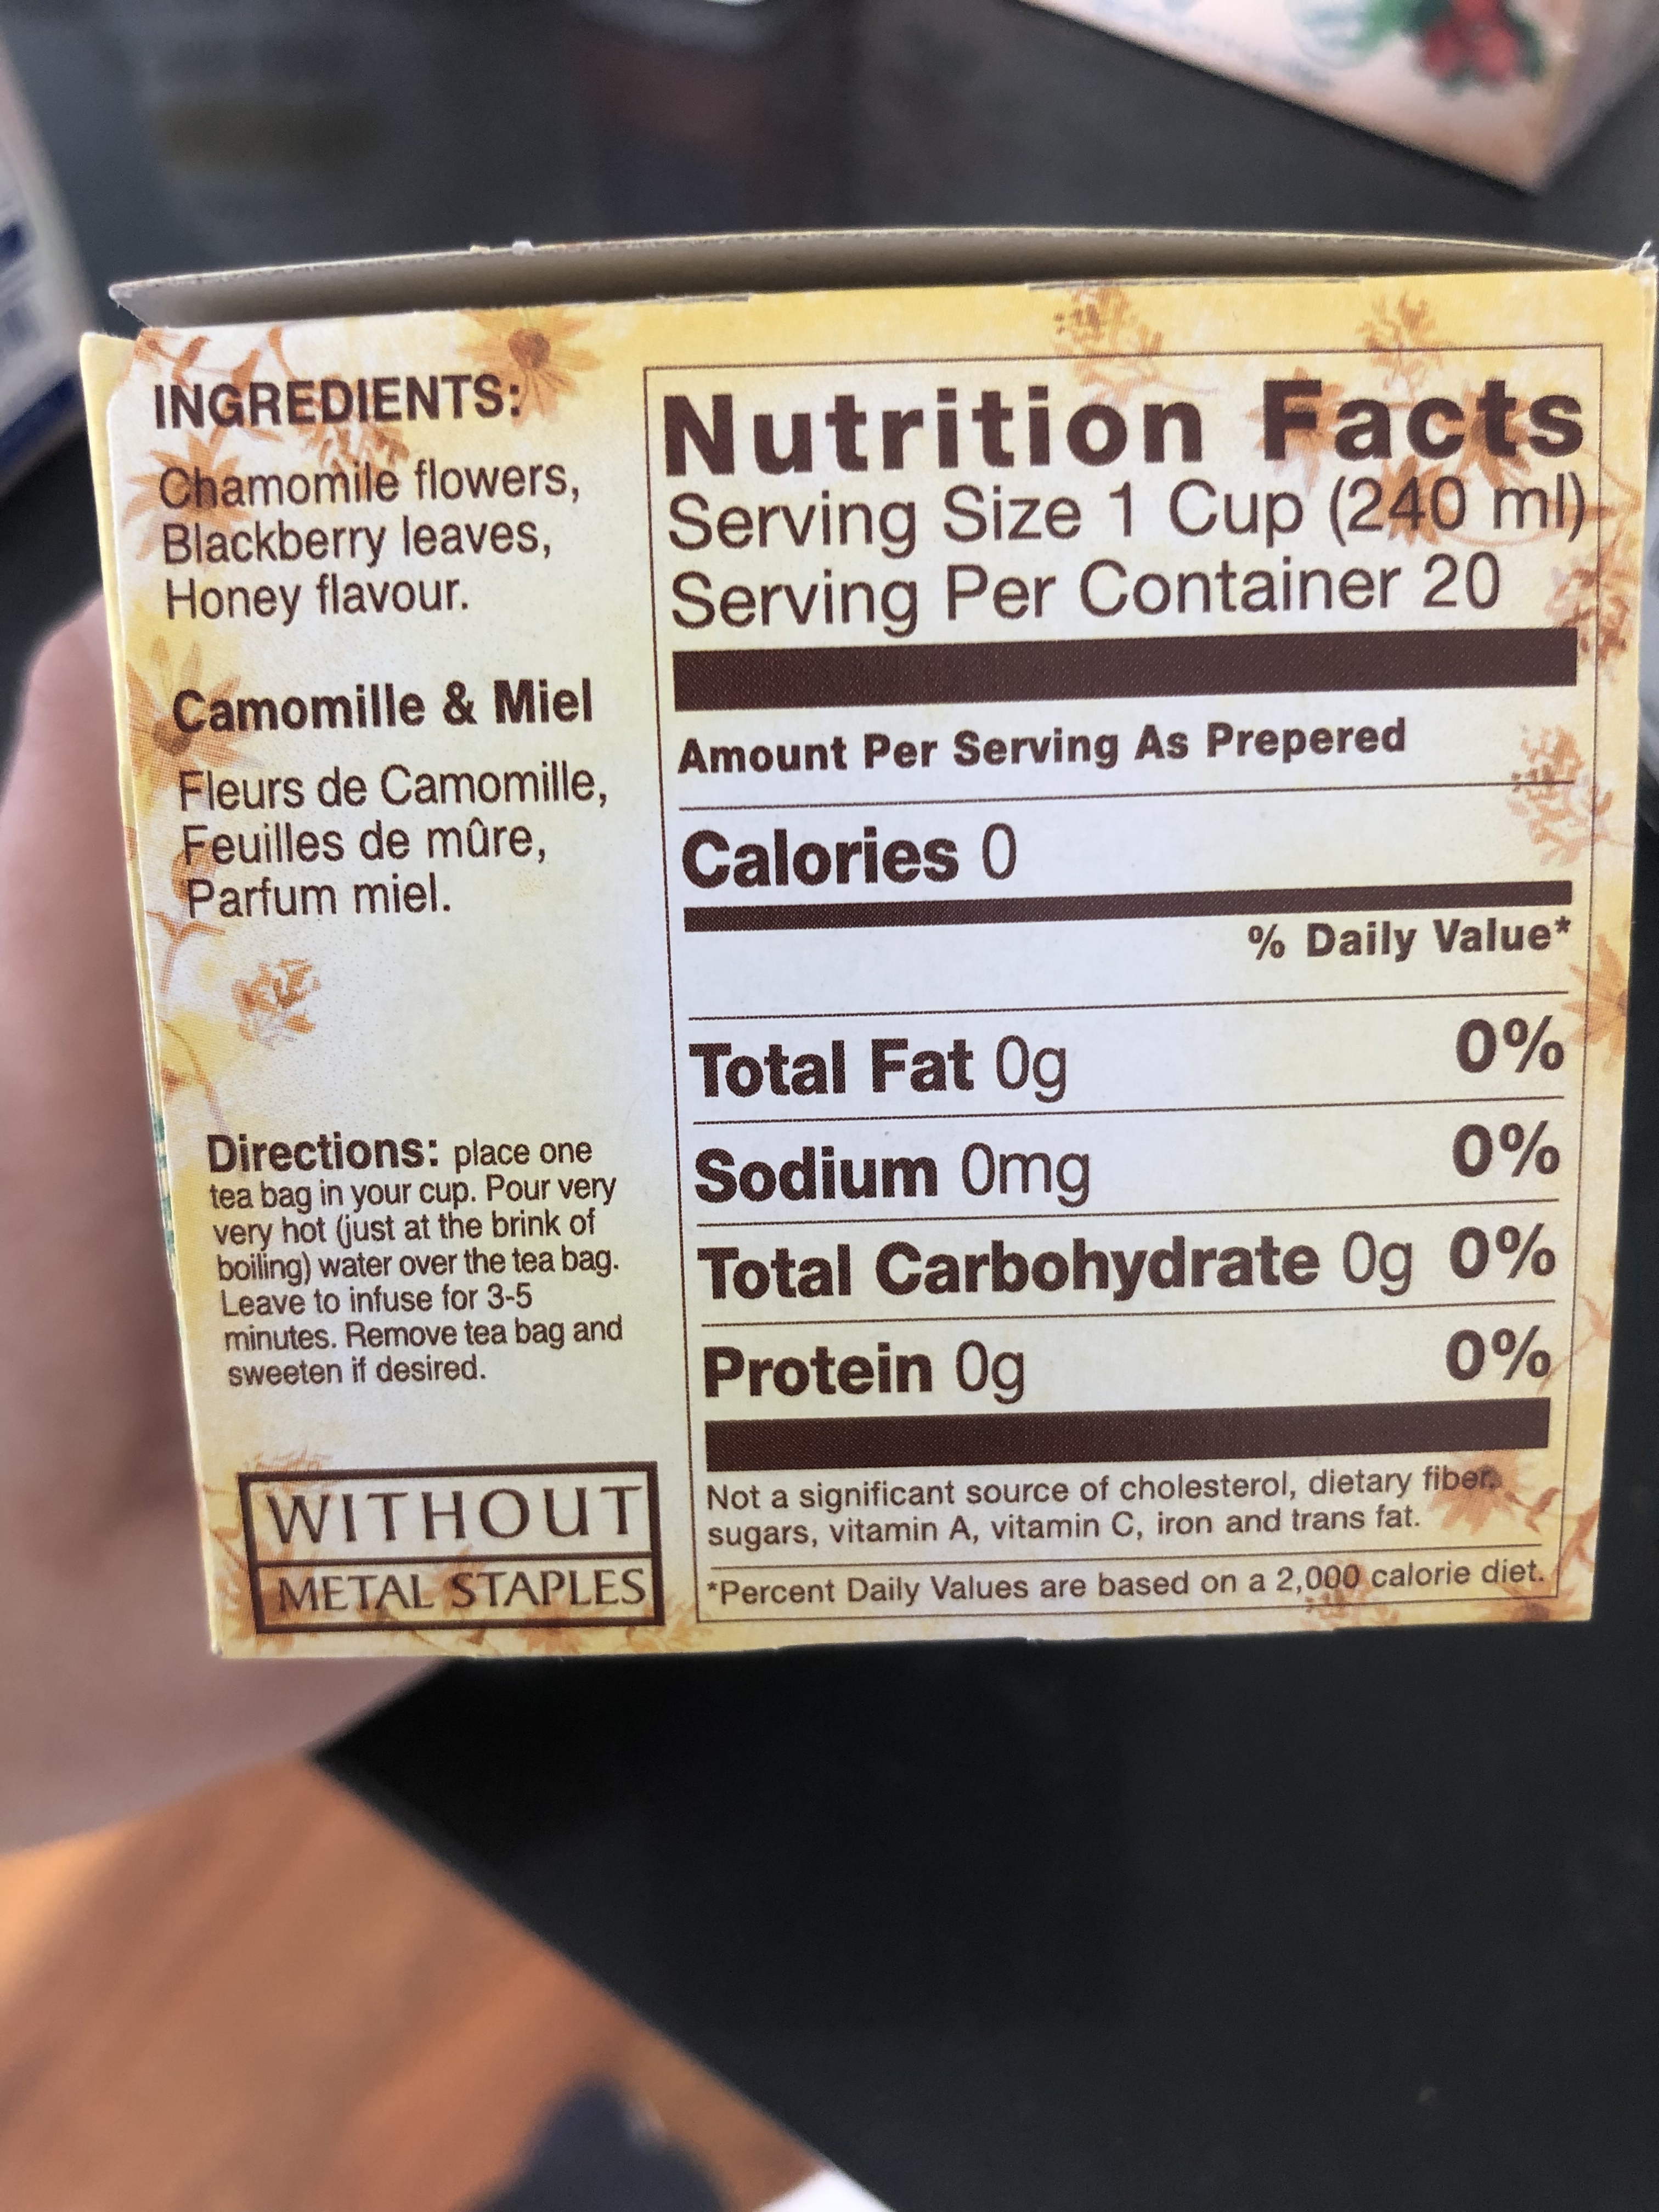 INGREDIENTS:
Chamomile flowers,
Blackberry leaves,
Honey flavour.
Camomille & Miel
Fleurs de Camomille,
Feuilles de mûre,
Parfum miel.
Directions: place one
tea bag in your cup. Pour very
very hot (just at the brink of
boiling) water over the tea bag.
Leave to infuse for 3-5
minutes. Remove tea bag and
sweeten if desired.
WITHOUT
METAL STAPLES
Nutrition Facts
Serving Size 1 Cup (240 ml)
Serving Per Container 20
Amount Per Serving As Prepered
Calories 0
% Daily Value*
Total Fat 0g 0%
Sodium 0mg 0%
Total Carbohydrate 0g 0%
Protein 0g 0%
Not a significant source of cholesterol, dietary fiber,
sugars, vitamin A, vitamin C, iron and trans fat.
*Percent Daily Values are based on a 2,000 calorie diet.